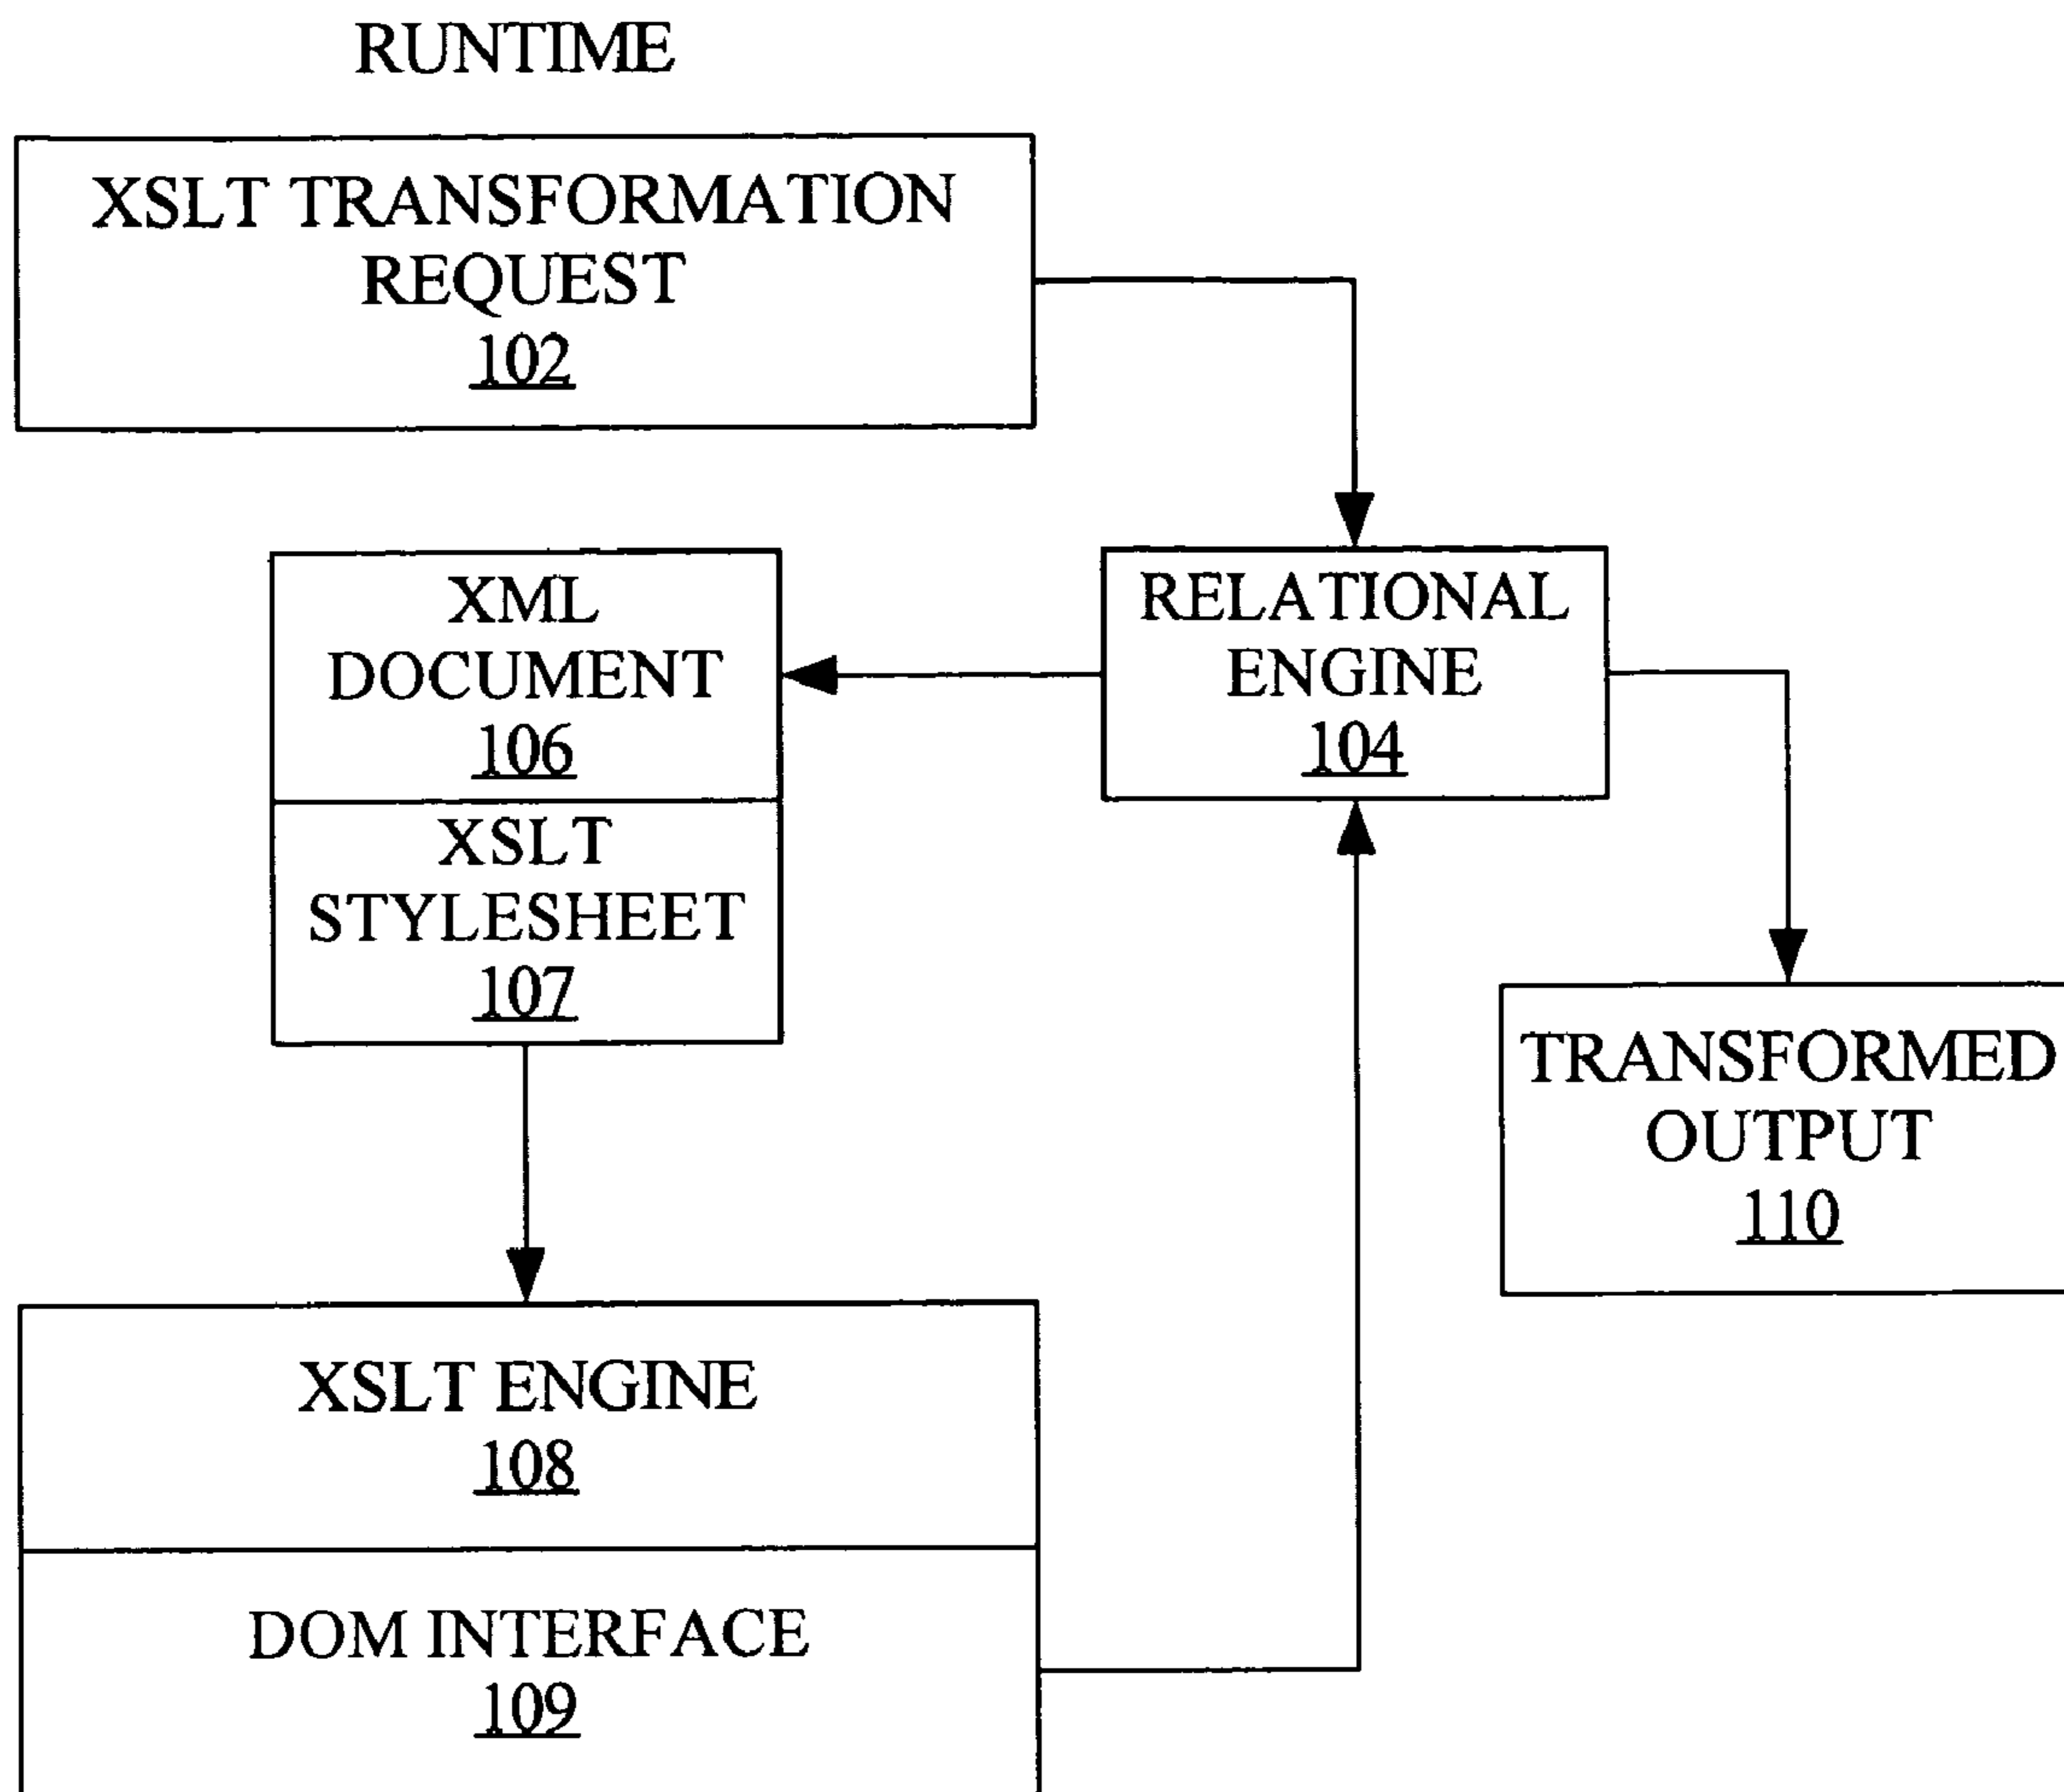 RUNTIME
XSLT TRANSFORMATION
REQUEST
102
XML
DOCUMENT
106
XSLT
STYLESHEET
107
RELATIONAL
ENGINE
104
TRANSFORMED
OUTPUT
110
XSLT ENGINE
108
DOM INTERFACE
109